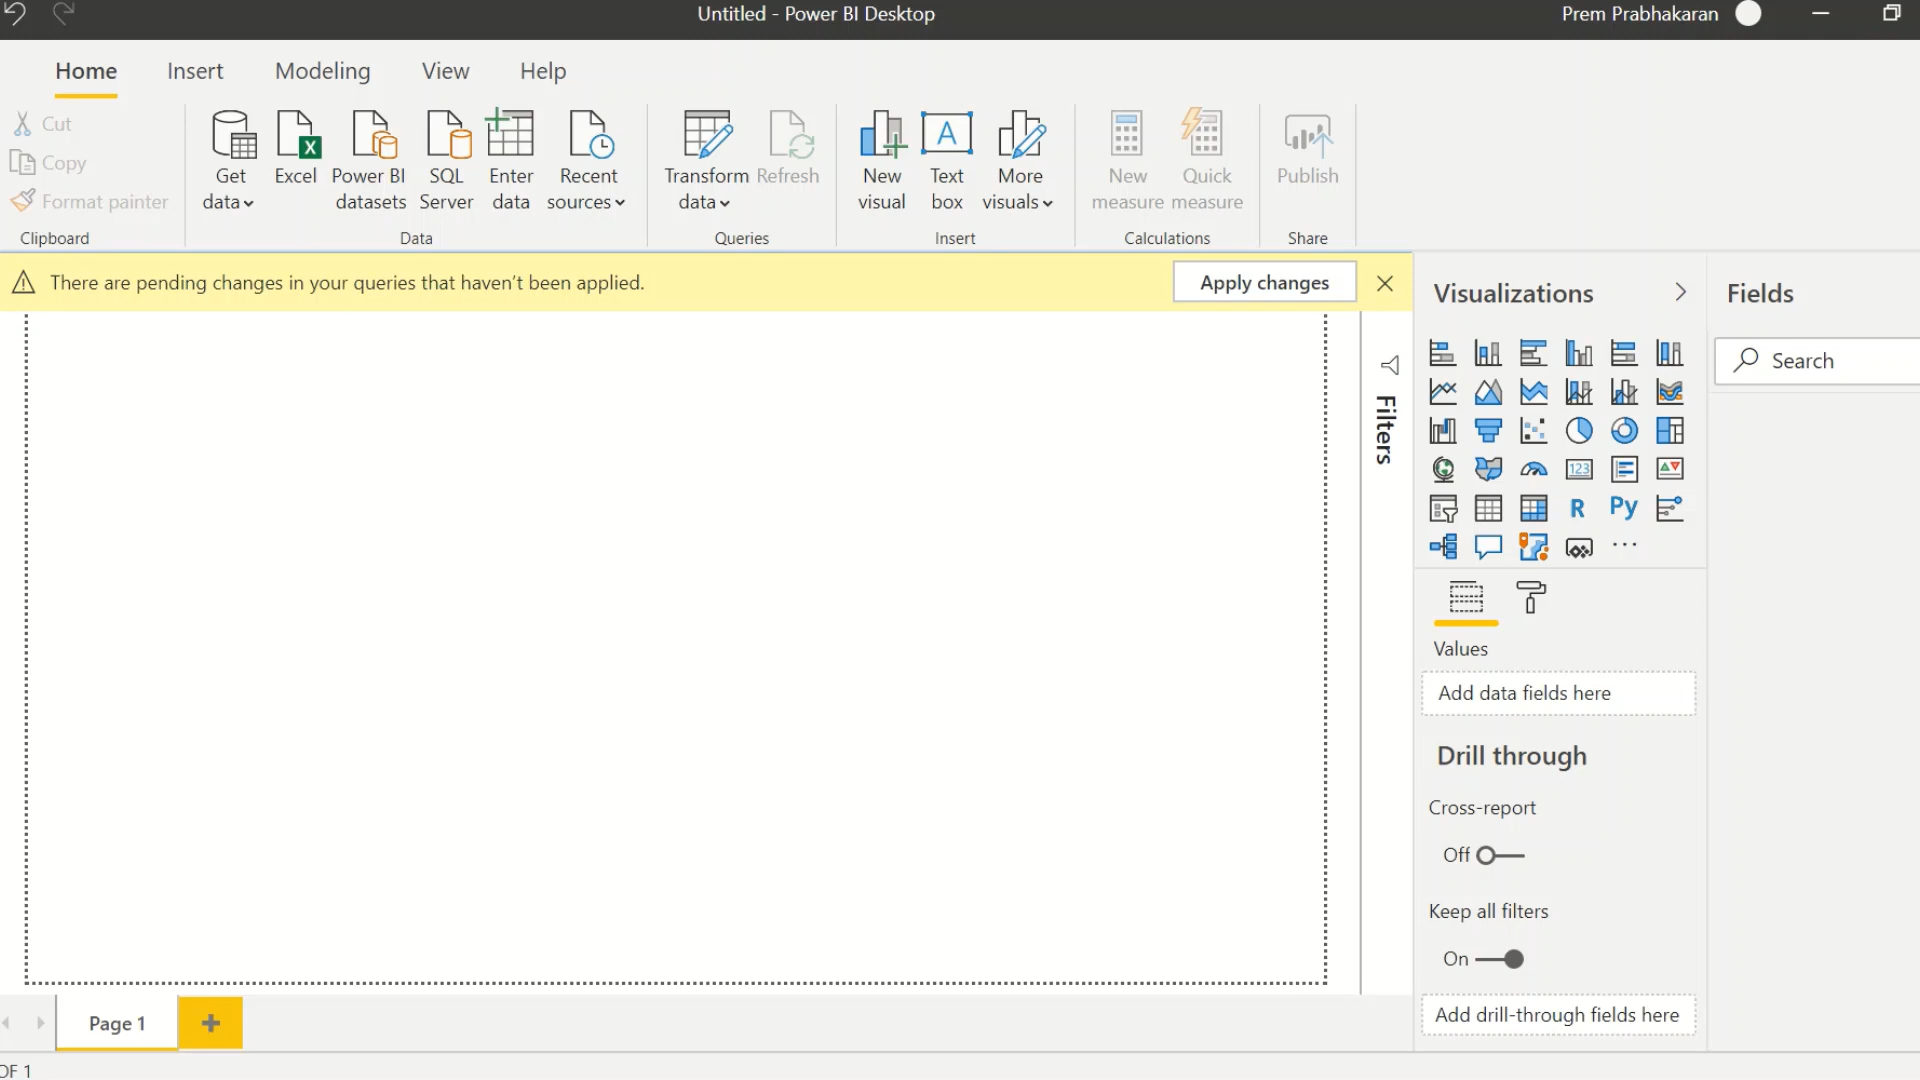 Untitled - Power BI Desktop
Prem Prabhakaran
Home
Insert
Modeling
View
Help
Cut
Copy
Format painter
Clipboard
Get data
Excel
Power BI datasets
SQL Server
Enter data
Recent sources
Data
Transform data
Refresh
Queries
New visual
Text box
More visuals
Insert
New measure
Quick measure
Calculations
Publish
Share
There are pending changes in your queries that haven't been applied.
Apply changes
Filters
Visualizations
123
R
Py
Values
Add data fields here
Drill through
Cross-report
Off
Keep all filters
On
Add drill-through fields here
Fields
Search
Page 1
OF 1